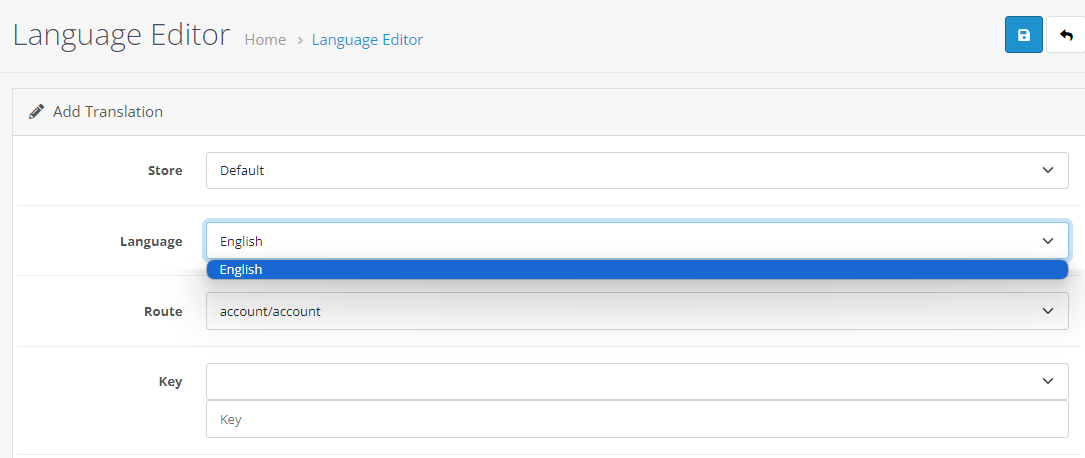 Language Editor Home › Language Editor
Add Translation
Store Default
Language English
English
Route account/account
Key
Key